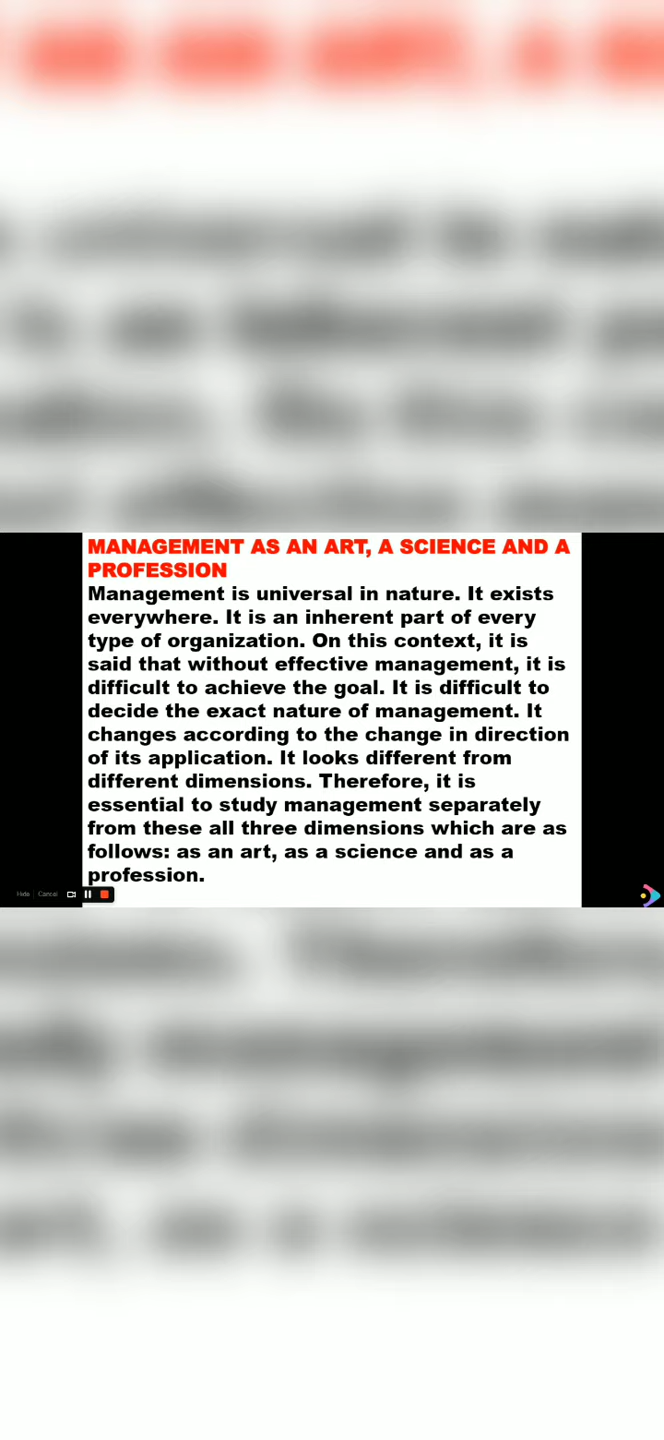 MANAGEMENT AS AN ART, A SCIENCE AND A
PROFESSION
Management is universal in nature. It exists
everywhere. It is an inherent part of every
type of organization. On this context, it is
said that without effective management, it is
difficult to achieve the goal. It is difficult to
decide the exact nature of management. It
changes according to the change in direction
of its application. It looks different from
different dimensions. Therefore, it is
essential to study management separately
from these all three dimensions which are as
follows: as an art, as a science and as a
profession.
Hide Cancel